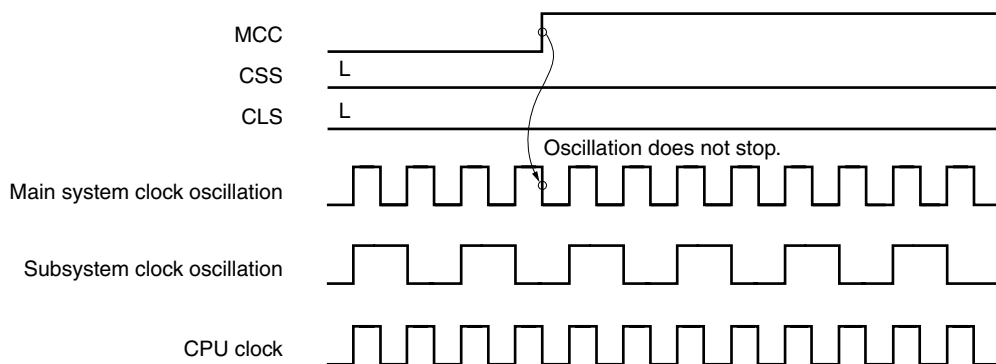 MCC
CSS
L
CLS
L
Oscillation does not stop.
Main system clock oscillation
Subsystem clock oscillation
CPU clock